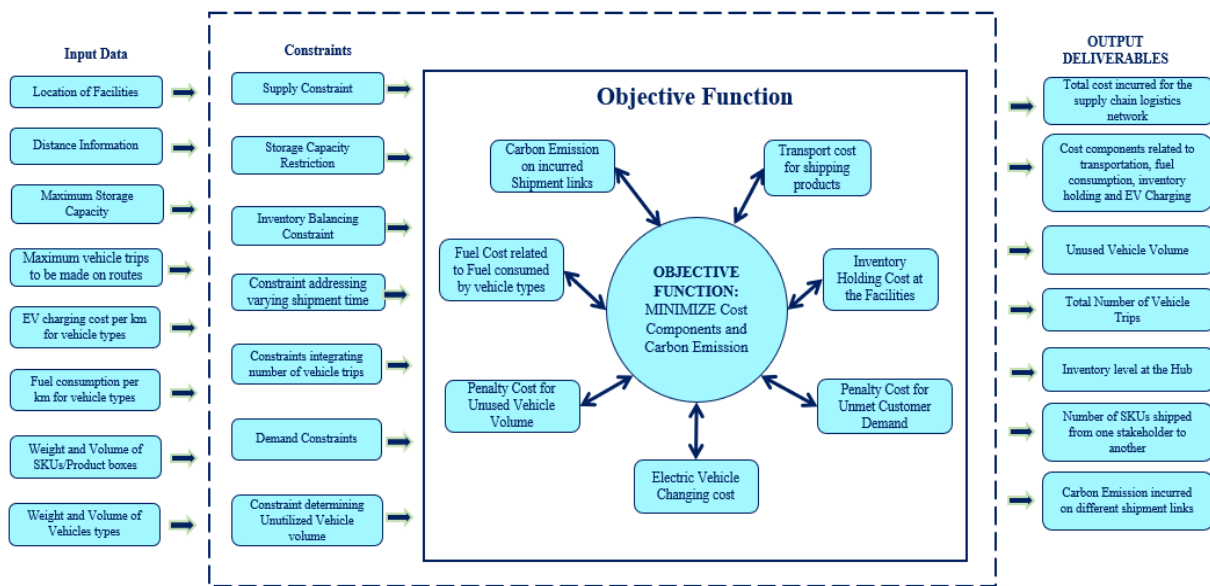 Input Data
Location of Facilities
Distance Information
Maximum Storage
Capacity
Maximum vehicle trips
to be made on routes
EV charging cost per km
for vehicle types
Fuel consumption per
km for vehicle types
Weight and Volume of
SKUs/Product boxes
Weight and Volume of
Vehicles types
Constraints
Supply Constraint
Storage Capacity
Restriction
Inventory Balancing
Constraint
Constraint addressing
varying shipment time
Constraints integrating
number of vehicle trips
Demand Constraints
Constraint determining
Unutilized Vehicle
volume
Objective Function
Carbon Emission
on incurred
Shipment links
Transport cost
for shipping
products
Fuel Cost related
to Fuel consumed
by vehicle types
OBJECTIVE
FUNCTION:
MINIMIZE Cost
Components and
Carbon Emission
Inventory
Holding Cost at
the Facilities
Penalty Cost for
Unused Vehicle
Volume
Penalty Cost for
Unmet Customer
Demand
Electric Vehicle
Changing cost
OUTPUT
DELIVERABLES
Total cost incurred for the
supply chain logistics
network
Cost components related to
transportation, fuel
consumption, inventory
holding and EV Charging
Unused Vehicle Volume
Total Number of Vehicle
Trips
Inventory level at the Hub
Number of SKUs shipped
from one stakeholder to
another
Carbon Emission incurred
on different shipment links